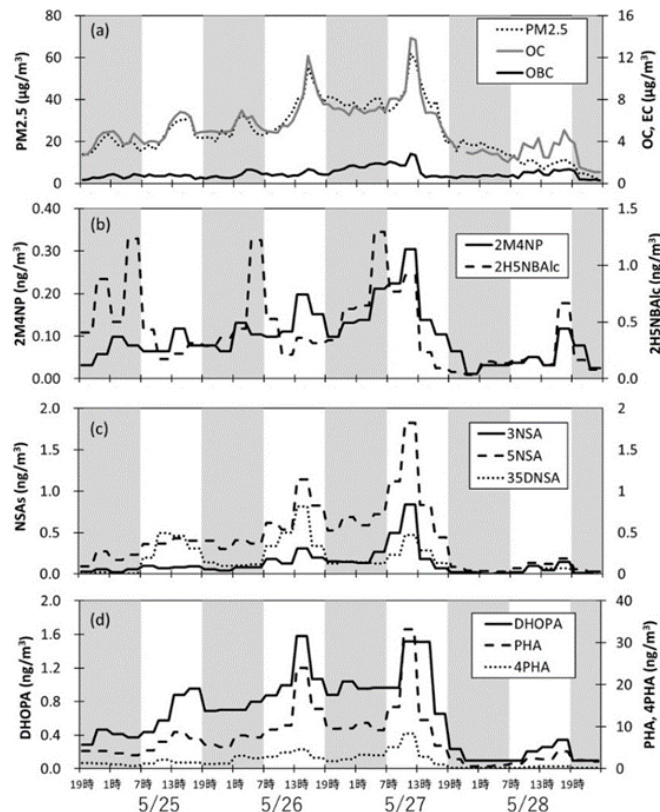 (a)
80
60
40
20
0
PM2.5 (μg/m³)
PM2.5
OC
OBC
16
12
8
4
0
OC, EC (μg/m³)
(b)
0.40
0.30
0.20
0.10
0.00
2M4NP (ng/m³)
2M4NP
2H5NBAlc
1.5
1.0
0.5
0.0
2H5NBAlc (ng/m³)
(c)
2.0
1.5
1.0
0.5
0.0
NSAs (ng/m³)
3NSA
5NSA
35DNSA
2
2
1
1
0
NSAs (ng/m³)
(d)
2.0
1.6
1.2
0.8
0.4
0.0
DHOPA (ng/m³)
DHOPA
PHA
4PHA
40
30
20
10
0
PHA, 4PHA (ng/m³)
19時 1時 7時 13時 19時 1時 7時 13時 19時 1時 7時 13時 19時 1時 7時 13時 19時
5/25 5/26 5/27 5/28